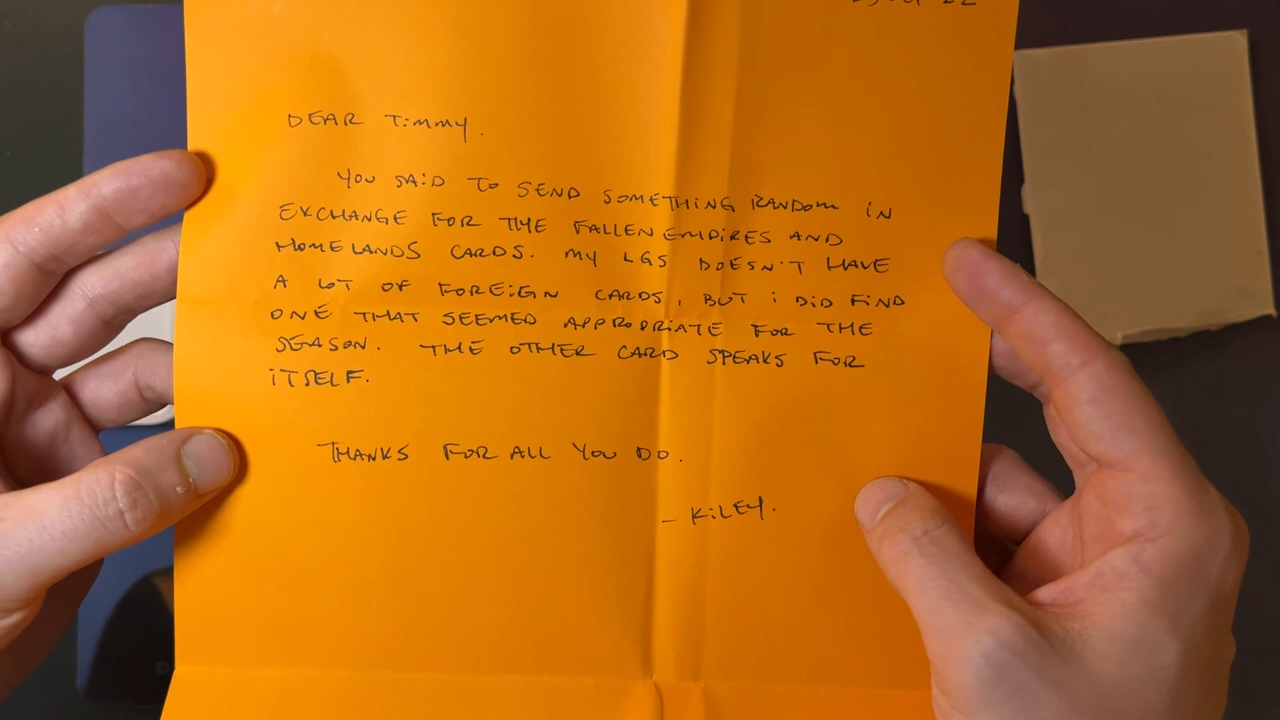 DEAR TiMMY.
YOU SAiD TO SEND SOMETHING RANDOM iN
EXCHANGE FOR THE FALLEN EMPiRES AND
HOMELANDS CARDS. MY LGS DOESN'T HAVE
A LOT OF FOREiGN CARDS, BUT i DiD FiND
ONE THAT SEEMED APPROPRiATE FOR THE
SEASON. THE OTHER CARD SPEAKS FOR
iTSELF.
THANKS FOR ALL YOU DO.
- KiLEY.